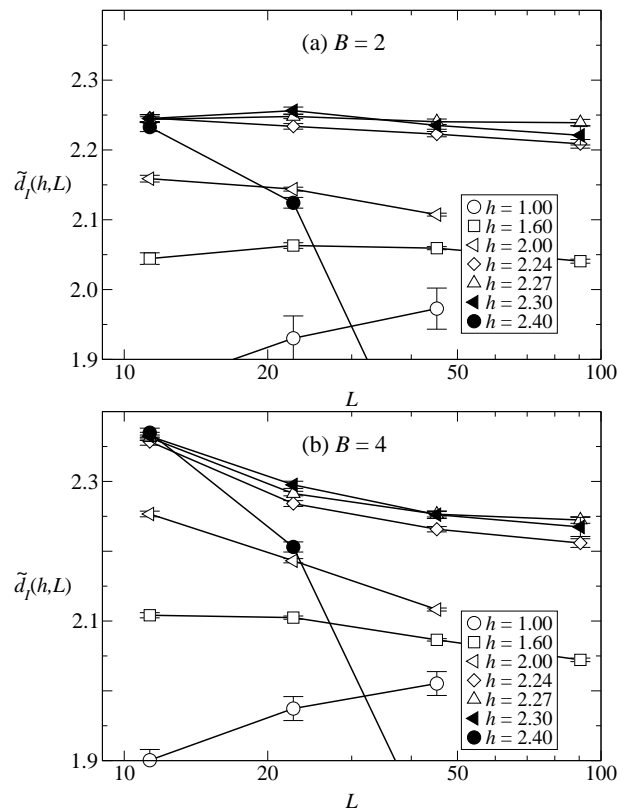 (a) B = 2
2.3
2.2
2.1
2.0
1.9
d̃_I(h,L)
h = 1.00
h = 1.60
h = 2.00
h = 2.24
h = 2.27
h = 2.30
h = 2.40
10 20 50 100
L
(b) B = 4
2.3
2.1
1.9
d̃_I(h,L)
h = 1.00
h = 1.60
h = 2.00
h = 2.24
h = 2.27
h = 2.30
h = 2.40
10 20 50 100
L